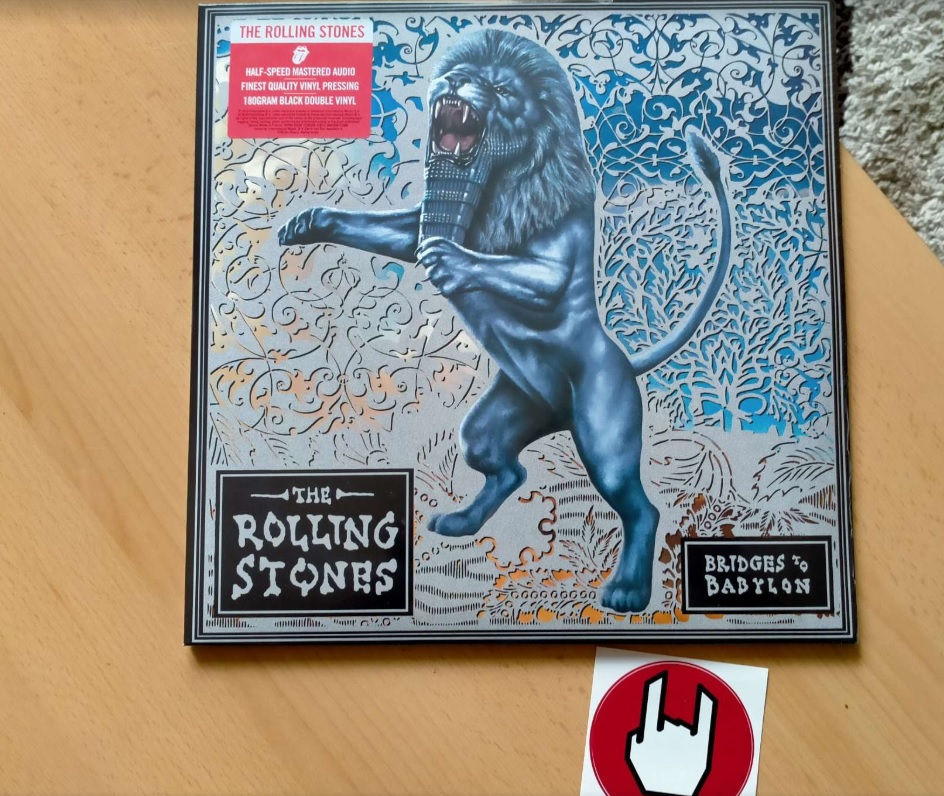 THE ROLLING STONES
HALF-SPEED MASTERED AUDIO
FINEST QUALITY VINYL PRESSING
180GRAM BLACK DOUBLE VINYL
THE
ROLLING
STONES
BRIDGES TO
BABYLON